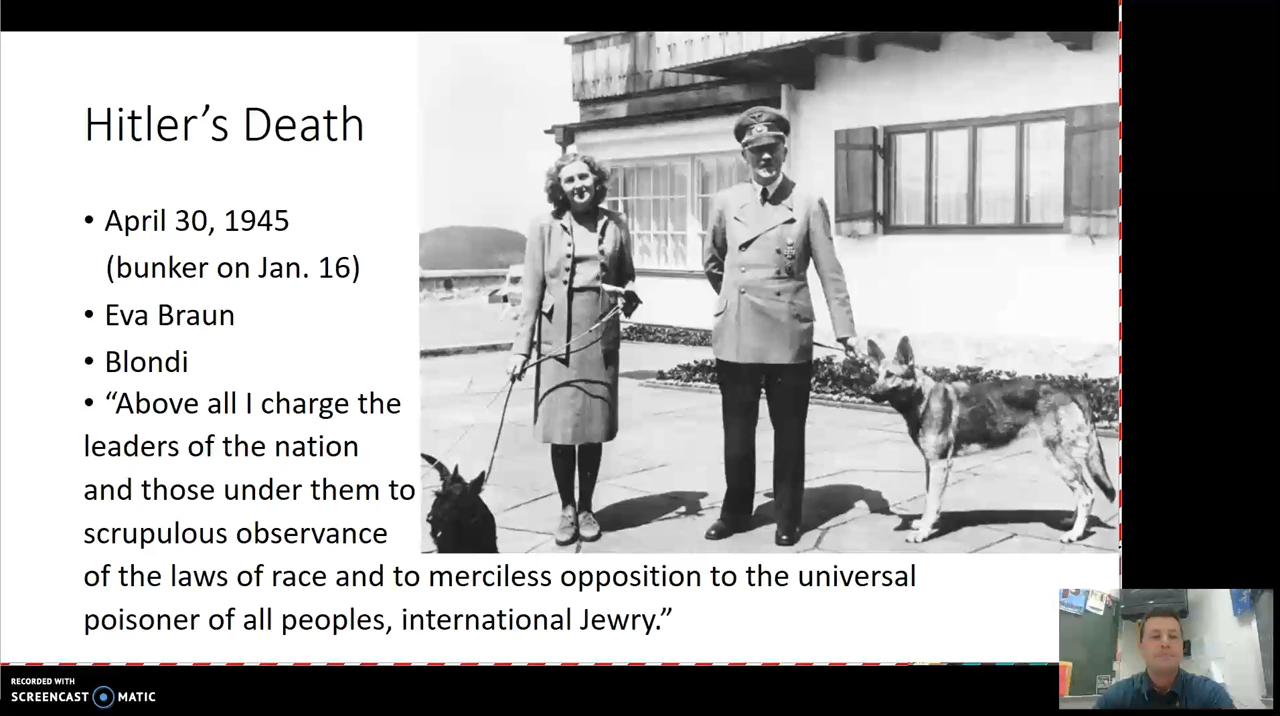 Hitler’s Death
• April 30, 1945
(bunker on Jan. 16)
• Eva Braun
• Blondi
• “Above all I charge the
leaders of the nation
and those under them to
scrupulous observance
of the laws of race and to merciless opposition to the universal
poisoner of all peoples, international Jewry.”
RECORDED WITH
SCREENCAST MATIC